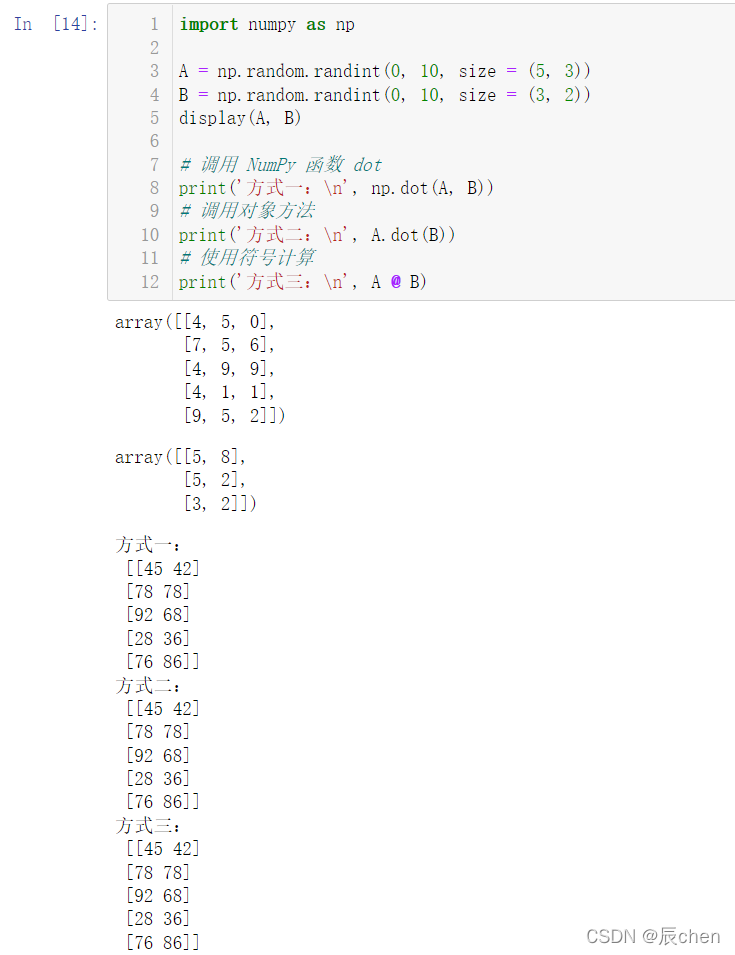 In [14]:
1 import numpy as np
2
3 A = np.random.randint(0, 10, size = (5, 3))
4 B = np.random.randint(0, 10, size = (3, 2))
5 display(A, B)
6
7 # 调用 NumPy 函数 dot
8 print('方式一：\n', np.dot(A, B))
9 # 调用对象方法
10 print('方式二：\n', A.dot(B))
11 # 使用符号计算
12 print('方式三：\n', A @ B)
array([[4, 5, 0],
[7, 5, 6],
[4, 9, 9],
[4, 1, 1],
[9, 5, 2]])
array([[5, 8],
[5, 2],
[3, 2]])
方式一：
[[45 42]
[78 78]
[92 68]
[28 36]
[76 86]]
方式二：
[[45 42]
[78 78]
[92 68]
[28 36]
[76 86]]
方式三：
[[45 42]
[78 78]
[92 68]
[28 36]
[76 86]]
CSDN @辰chen